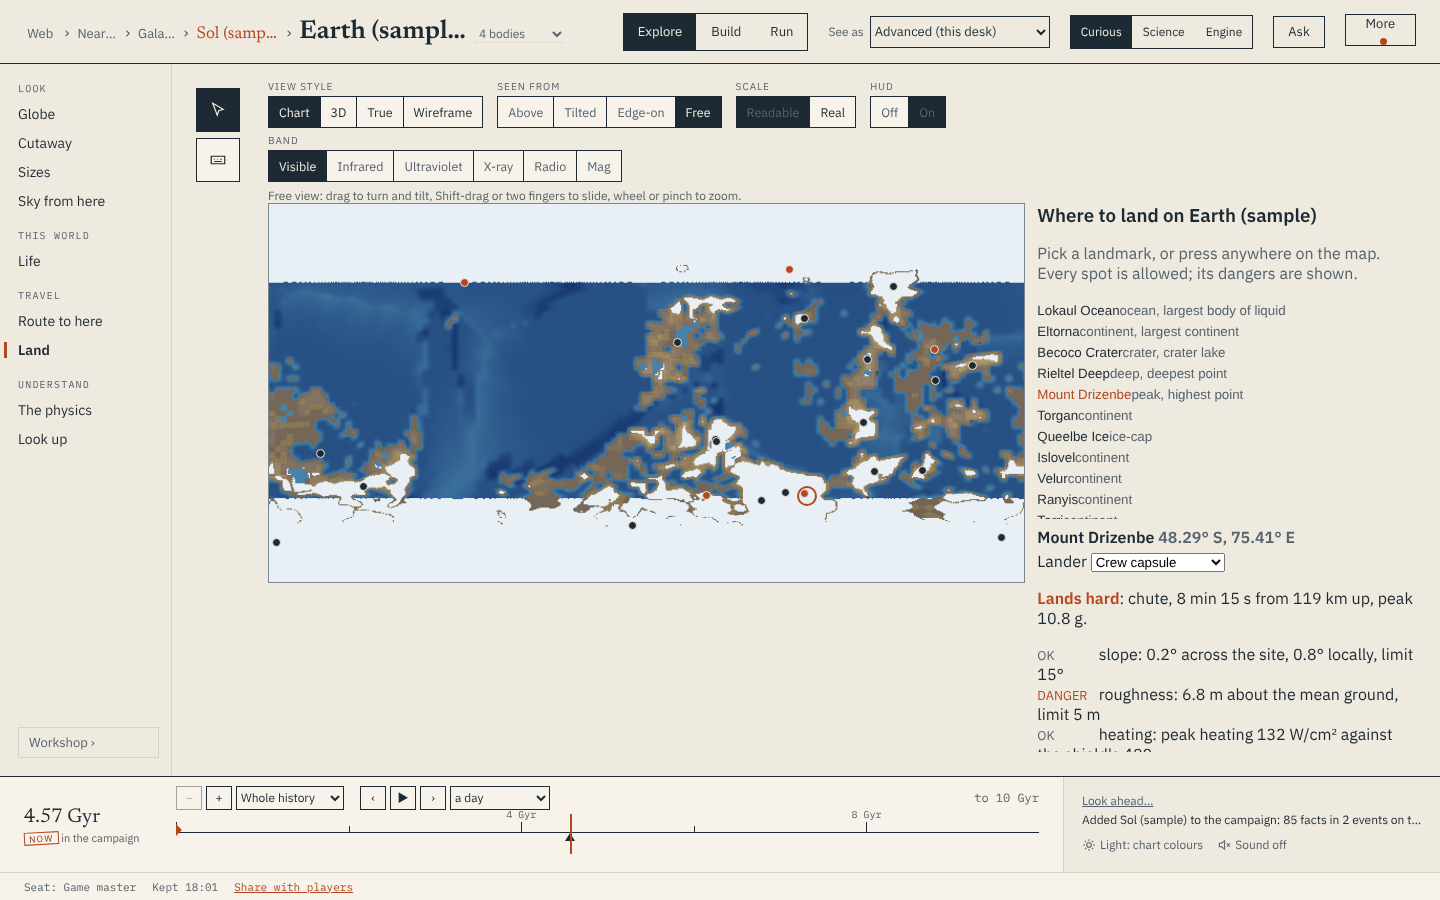 Web › Near... › Gala... › Sol (samp... › Earth (sampl... 4 bodies
Explore Build Run See as Advanced (this desk) Curious Science Engine Ask More
LOOK
Globe
Cutaway
Sizes
Sky from here
THIS WORLD
Life
TRAVEL
Route to here
Land
UNDERSTAND
The physics
Look up
Workshop ›
VIEW STYLE SEEN FROM SCALE HUD
Chart 3D True Wireframe Above Tilted Edge-on Free Readable Real Off On
BAND
Visible Infrared Ultraviolet X-ray Radio Mag
Free view: drag to turn and tilt, Shift-drag or two fingers to slide, wheel or pinch to zoom.
Where to land on Earth (sample)
Pick a landmark, or press anywhere on the map.
Every spot is allowed; its dangers are shown.
Lokaul Oceanocean, largest body of liquid
Eltornacontinent, largest continent
Becoco Cratercrater, crater lake
Rieltel Deepdeep, deepest point
Mount Drizenbepeak, highest point
Torgancontinent
Queelbe Iceice-cap
Islovelcontinent
Velurcontinent
Ranyiscontinent
Mount Drizenbe 48.29° S, 75.41° E
Lander Crew capsule
Lands hard: chute, 8 min 15 s from 119 km up, peak
10.8 g.
OK slope: 0.2° across the site, 0.8° locally, limit
15°
DANGER roughness: 6.8 m about the mean ground,
limit 5 m
OK heating: peak heating 132 W/cm² against
4.57 Gyr
NOW in the campaign
− + Whole history ‹ ▶ › a day to 10 Gyr
4 Gyr 8 Gyr
Look ahead...
Added Sol (sample) to the campaign: 85 facts in 2 events on t...
Light: chart colours Sound off
Seat: Game master Kept 18:01 Share with players